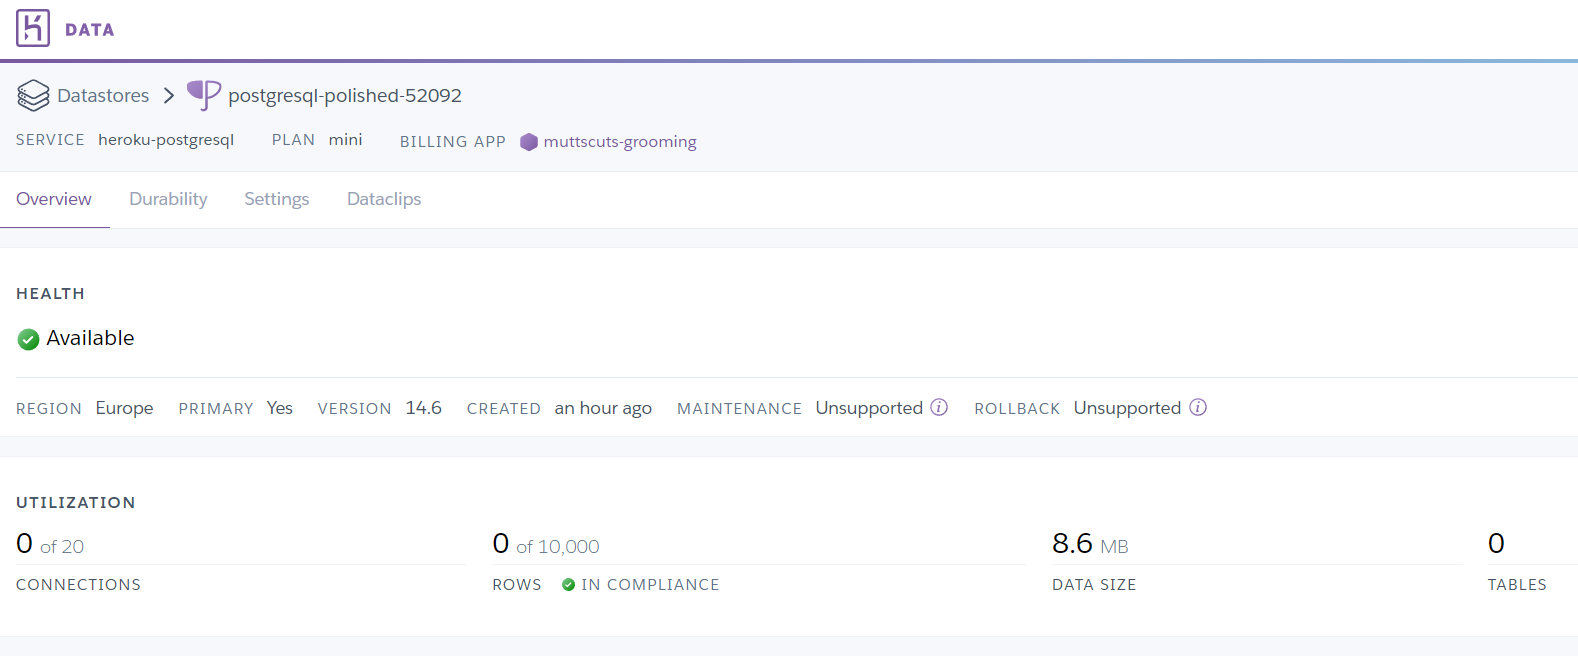 DATA
Datastores postgresql-polished-52092
SERVICE heroku-postgresql PLAN mini BILLING APP muttscuts-grooming
Overview Durability Settings Dataclips
HEALTH
Available
REGION Europe PRIMARY Yes VERSION 14.6 CREATED an hour ago MAINTENANCE Unsupported ROLLBACK Unsupported
UTILIZATION
0 of 20 0 of 10,000 8.6 MB 0
CONNECTIONS ROWS IN COMPLIANCE DATA SIZE TABLES